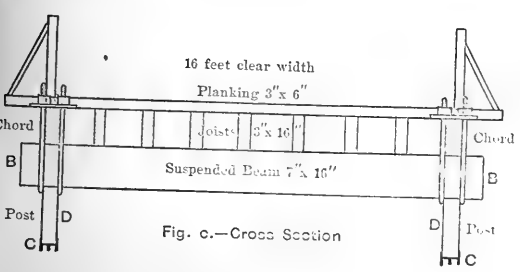 16 feet clear width
Planking 3"x 6"
Chord
Joists 3"x 16"
Chord
B
Suspended Beam 7"x 16"
B
Post
D
D
Post
Fig. c.—Cross Section
C
C